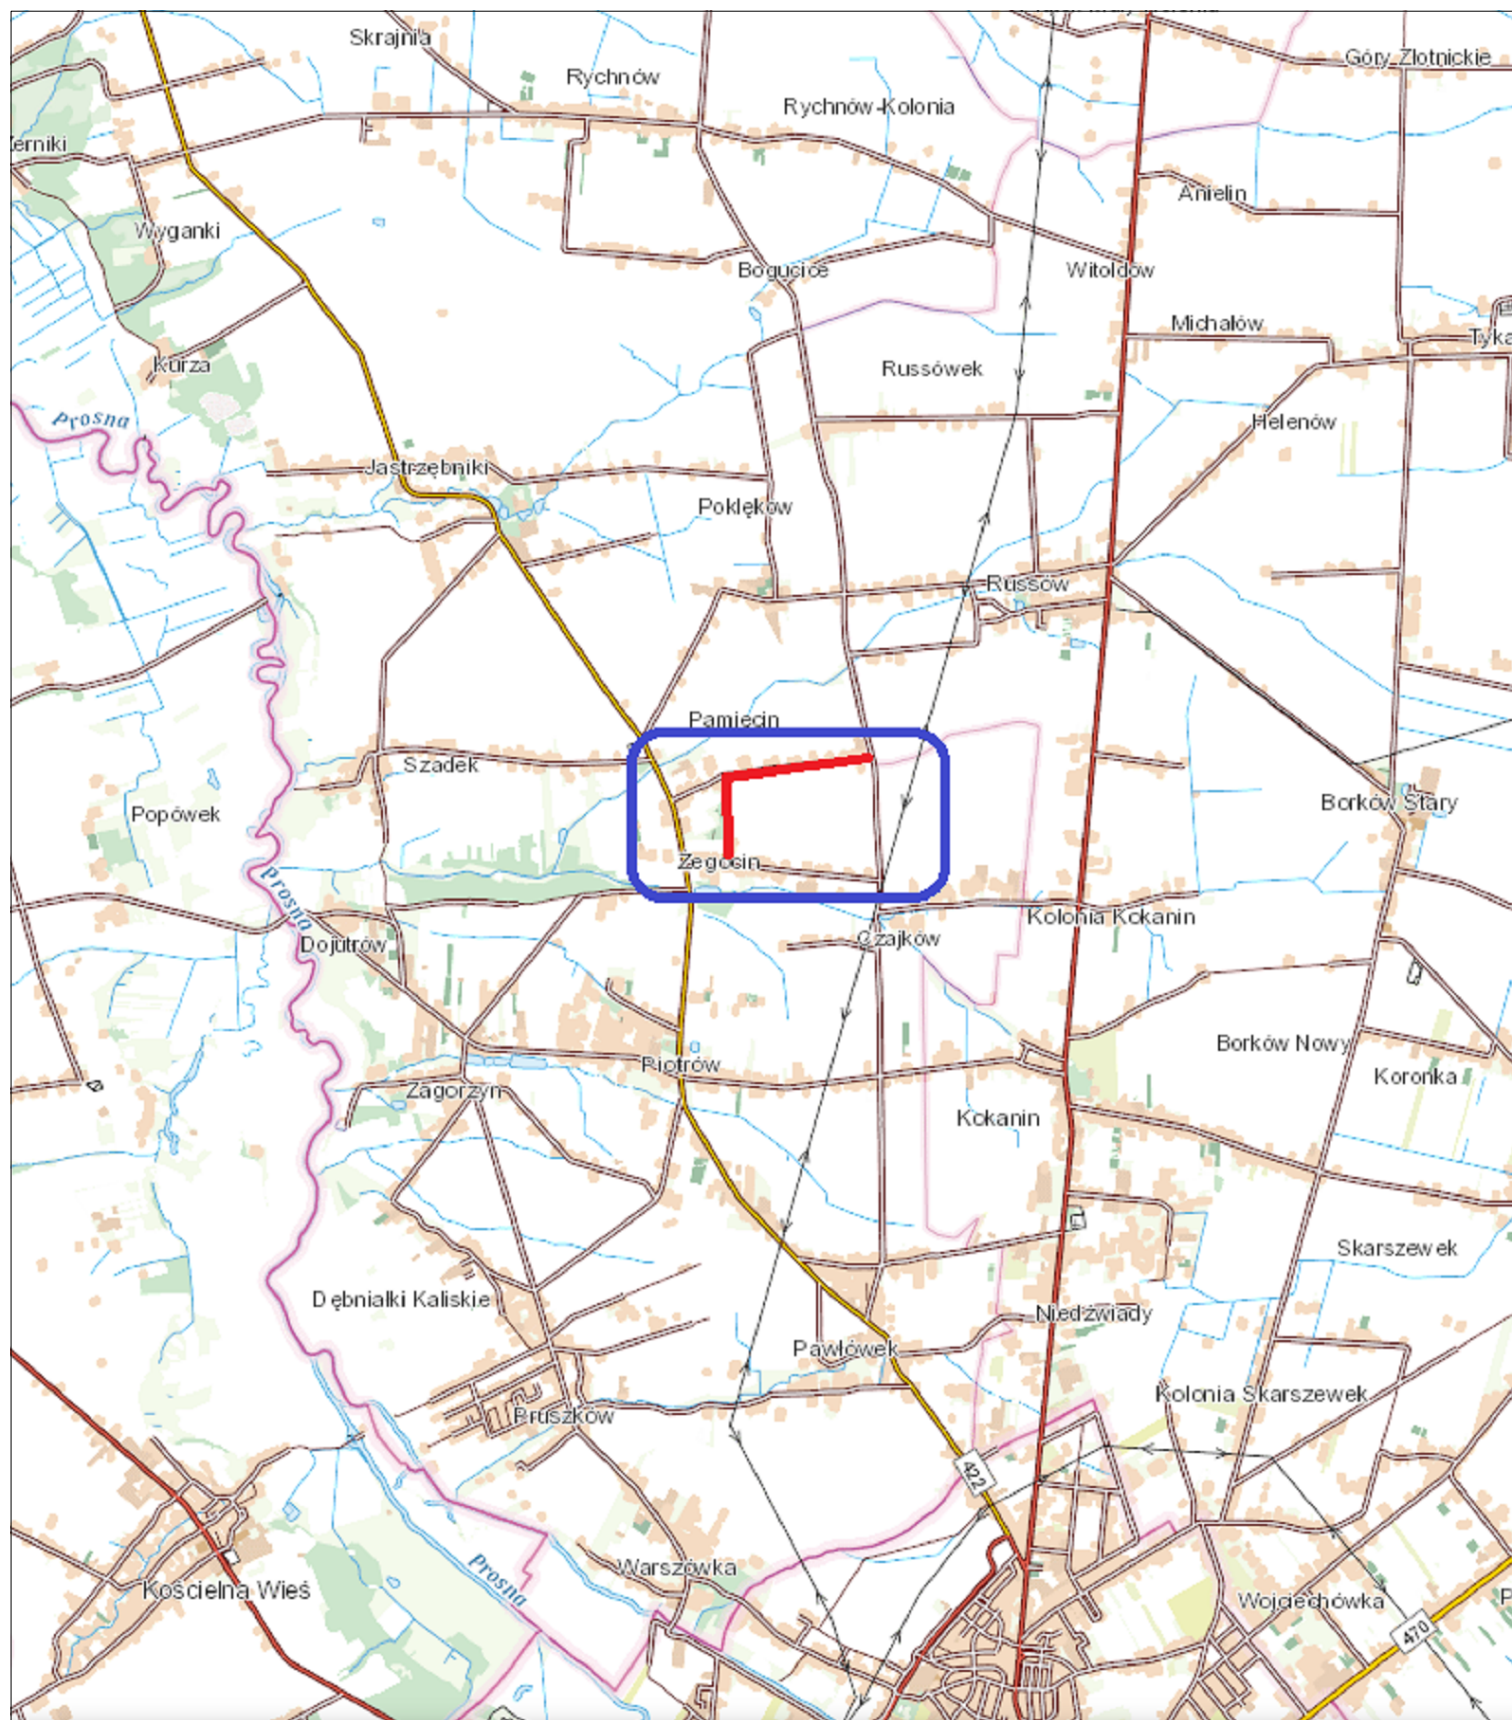 Skrajnia
Góry Złotnickie
Rychnów
Rychnów-Kolonia
Anielin
Wyganki
Bogucice
Witoldów
Michałów
Kurza
Russówek
Prosna
Helenów
Jastrzębniki
Poklęków
Russów
Pamięcin
Szadek
Borków Stary
Popówek
Żegocin
Prosna
Kolonia Kokanin
Czajków
Dojutrów
Borków Nowy
Piotrów
Koronka
Zagorzyn
Kokanin
Skarszewek
Dębniałki Kaliskie
Niedźwiady
Pawłówek
Kolonia Skarszewek
Pruszków
422
Warszówka
Prosna
Kościelna Wieś
Wojciechówka
470